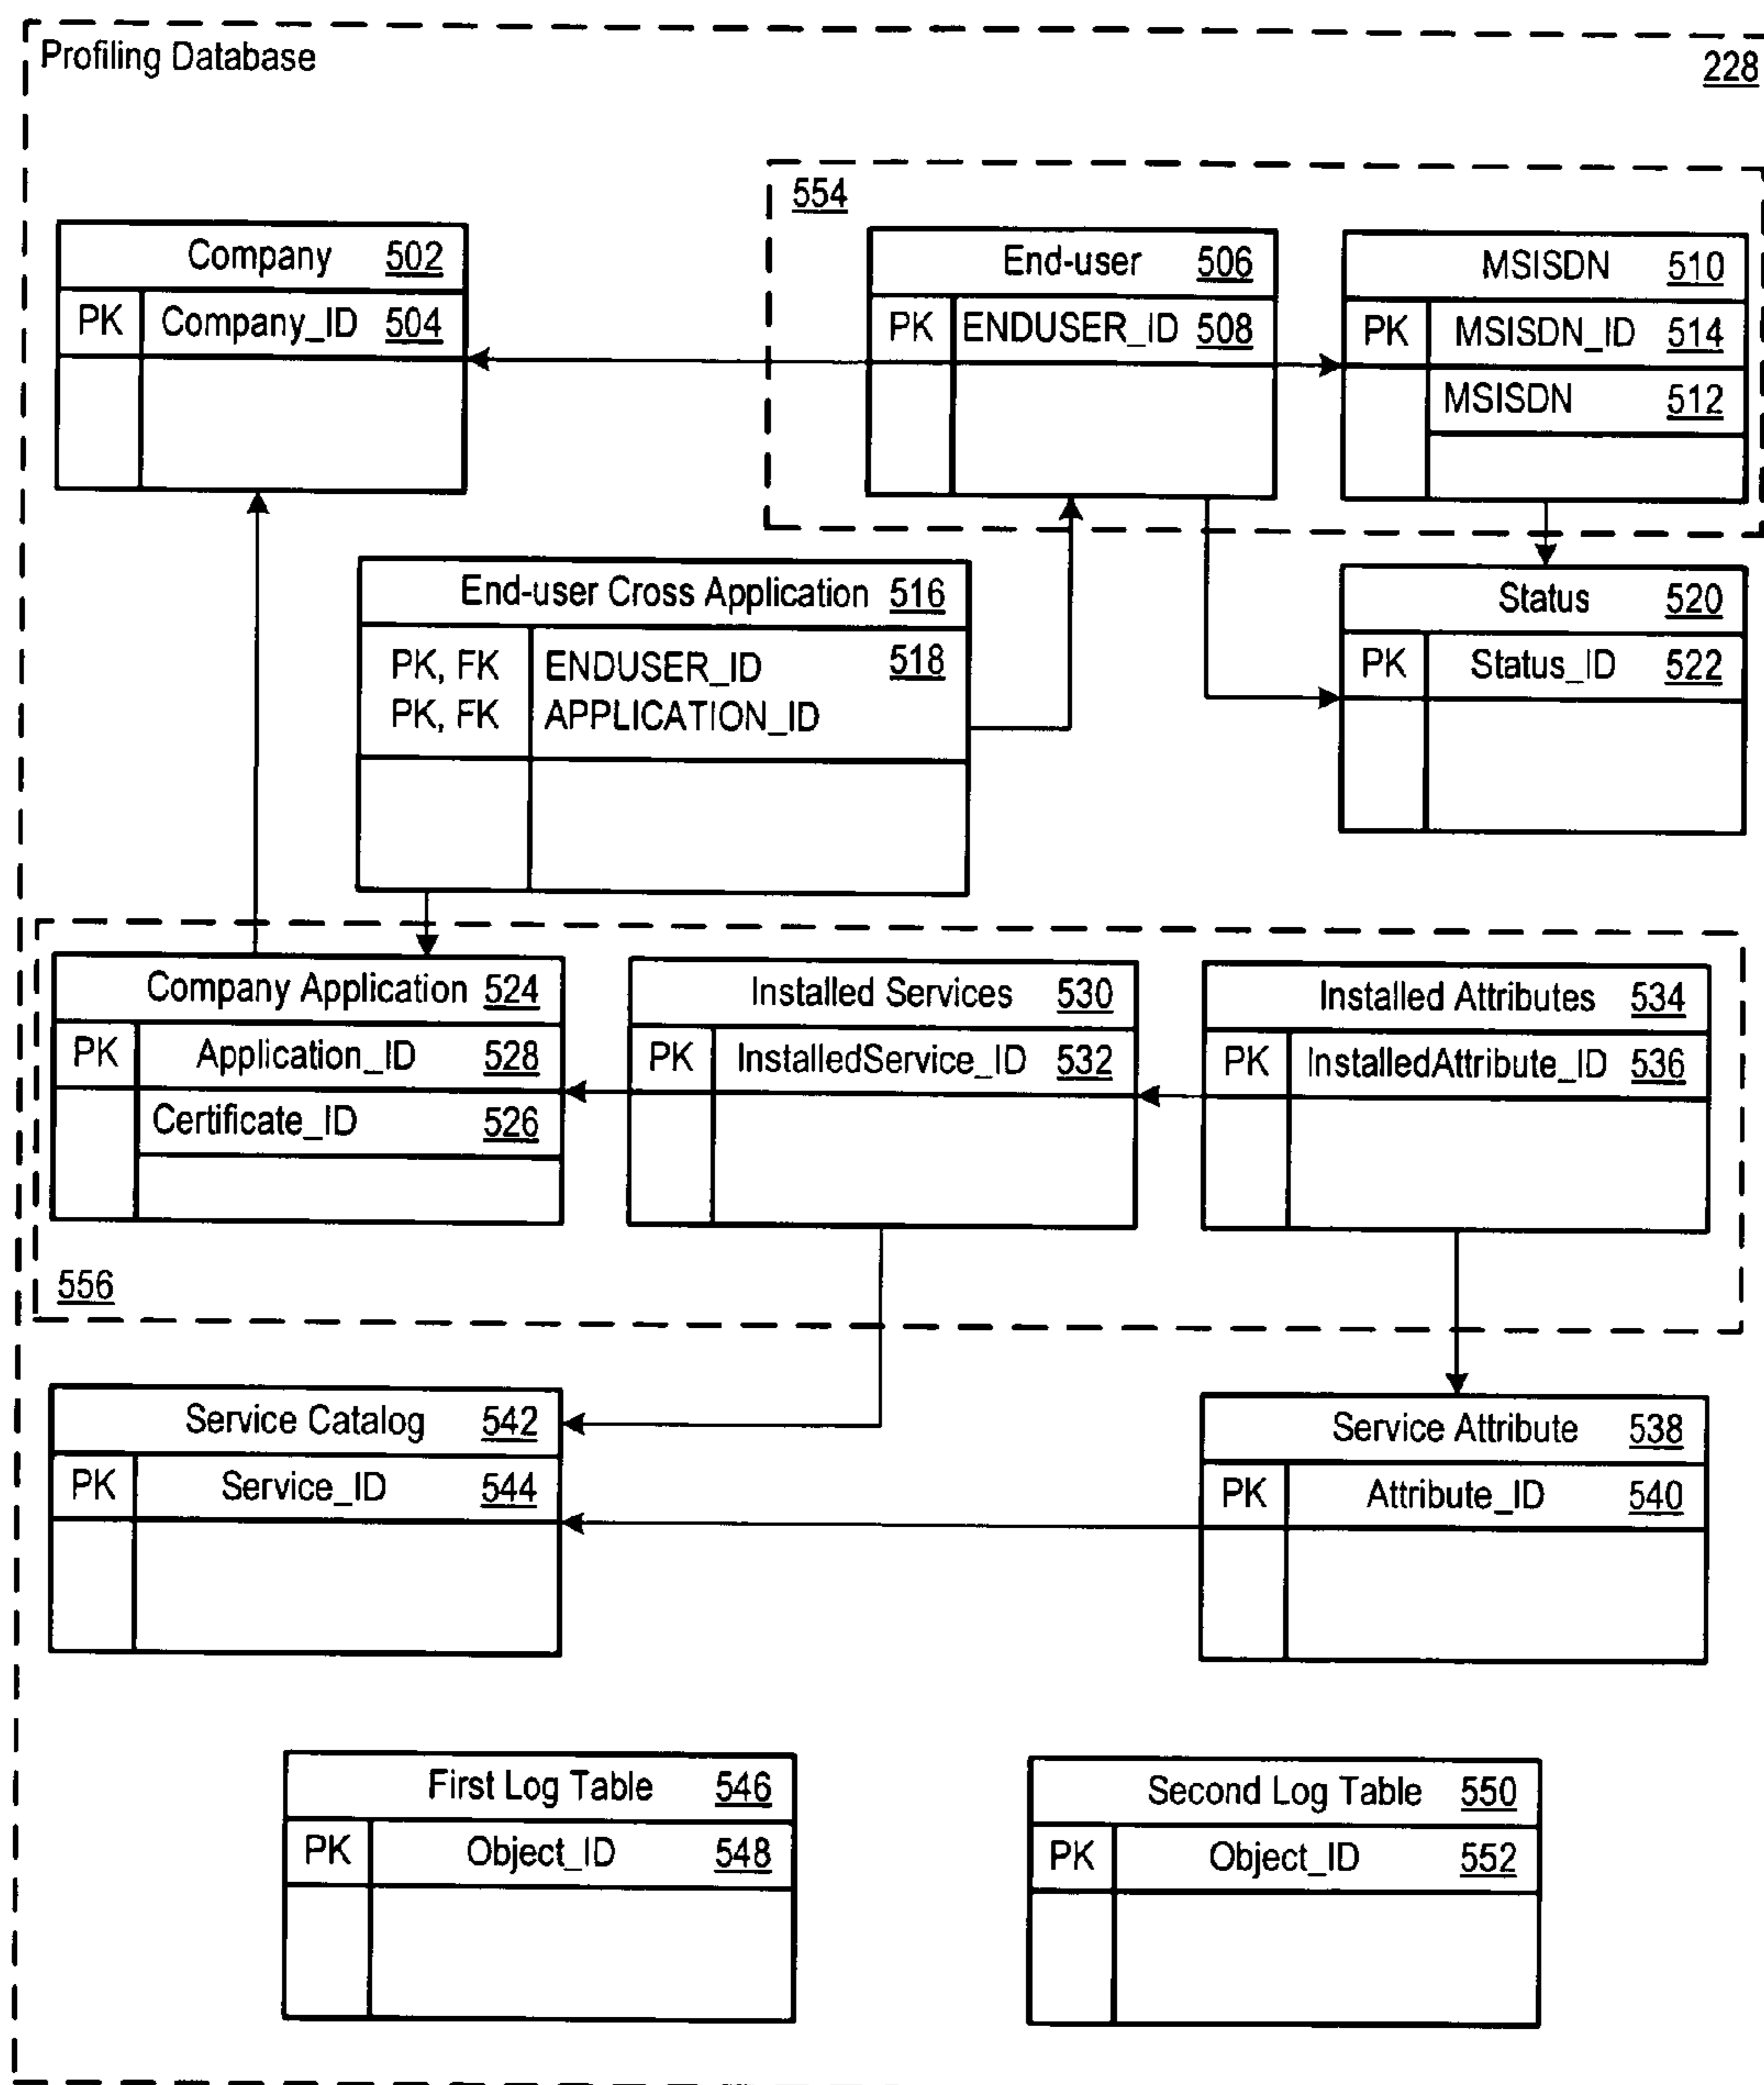 Profiling Database 228
554
Company 502
PK Company_ID 504
End-user 506
PK ENDUSER_ID 508
MSISDN 510
PK MSISDN_ID 514
MSISDN 512
End-user Cross Application 516
PK, FK ENDUSER_ID 518
PK, FK APPLICATION_ID
Status 520
PK Status_ID 522
Company Application 524
PK Application_ID 528
Certificate_ID 526
Installed Services 530
PK InstalledService_ID 532
Installed Attributes 534
PK InstalledAttribute_ID 536
556
Service Catalog 542
PK Service_ID 544
Service Attribute 538
PK Attribute_ID 540
First Log Table 546
PK Object_ID 548
Second Log Table 550
PK Object_ID 552